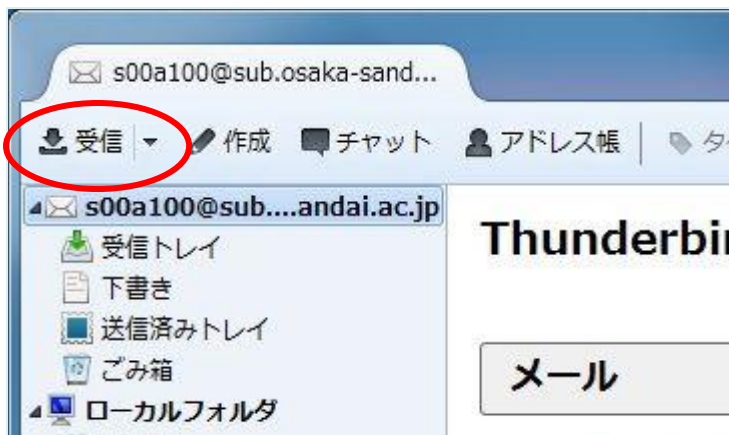 s00a100@sub.osaka-sand...
受信 作成 チャット アドレス帳
s00a100@sub....andai.ac.jp
Thunderbi
受信トレイ
下書き
送信済みトレイ
メール
ごみ箱
ローカルフォルダ